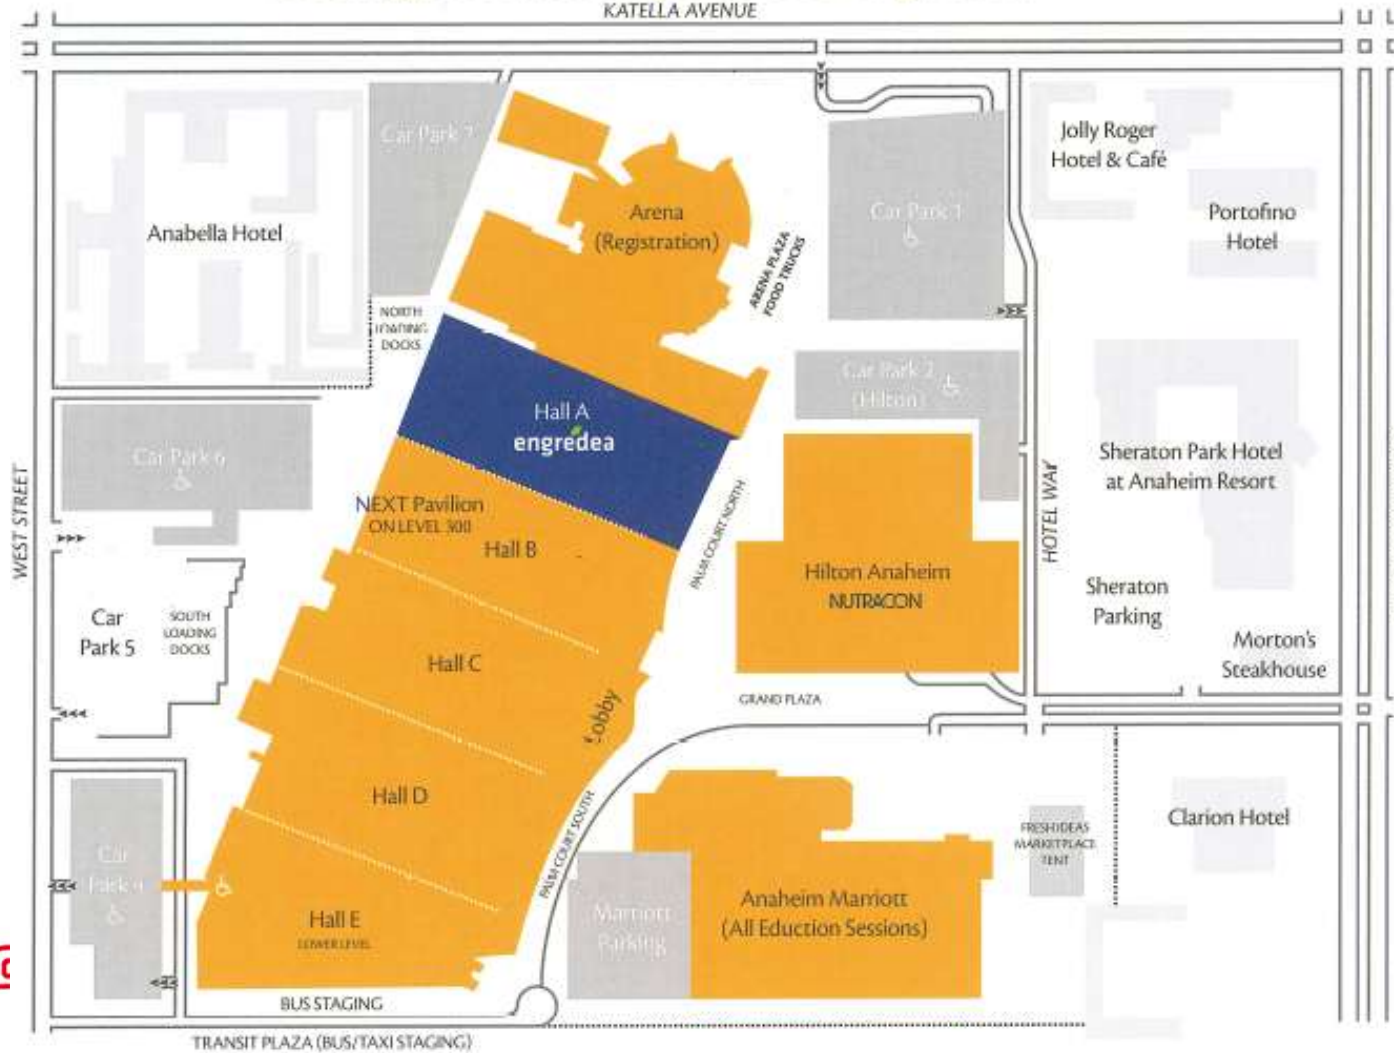 KATELLA AVENUE
Car Park 7
Arena
(Registration)
Car Park 1
Jolly Roger
Hotel & Café
Portofino
Hotel
Anabella Hotel
ARENA PLAZA
FOOD TRUCKS
NORTH
LOADING
DOCKS
Car Park 2
(Hilton)
Hall A
engredea
Car Park 6
Sheraton Park Hotel
at Anaheim Resort
WEST STREET
NEXT Pavilion
ON LEVEL 300
Hall B
PALM COURT NORTH
HOTEL WAY
Hilton Anaheim
NUTRACON
Sheraton
Parking
Car
Park 5
SOUTH
LOADING
DOCKS
Morton's
Steakhouse
Hall C
Lobby
GRAND PLAZA
Hall D
PALM COURT SOUTH
Clarion Hotel
FRESH IDEAS
MARKETPLACE
TENT
Car
Park 4
Hall E
LOWER LEVEL
Marriott
Parking
Anaheim Marriott
(All Eduction Sessions)
BUS STAGING
TRANSIT PLAZA (BUS/TAXI STAGING)